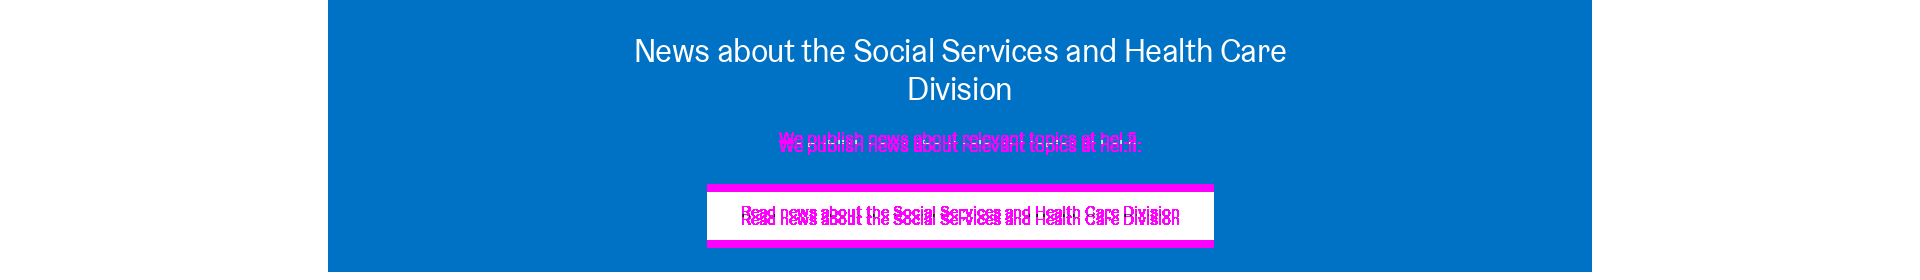 News about the Social Services and Health Care
Division
We publish news about relevant topics at hel.fi.
Read news about the Social Services and Health Care Division